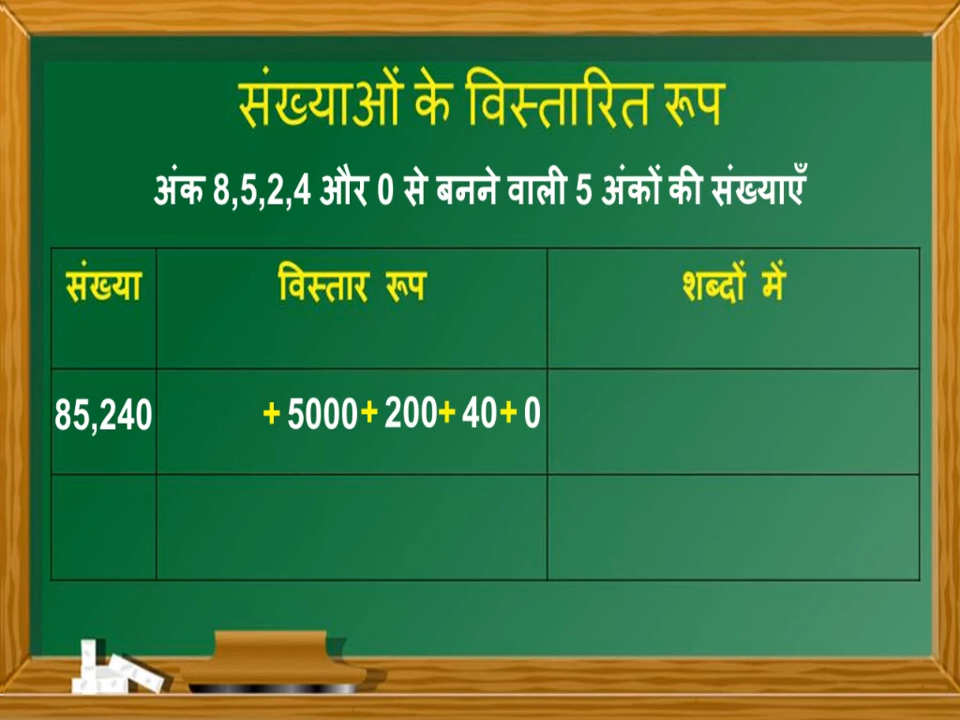 संख्याओं के विस्तारित रूप
अंक 8,5,2,4 और 0 से बनने वाली 5 अंकों की संख्याएँ
संख्या विस्तार रूप शब्दों में
85,240 + 5000 + 200 + 40 + 0